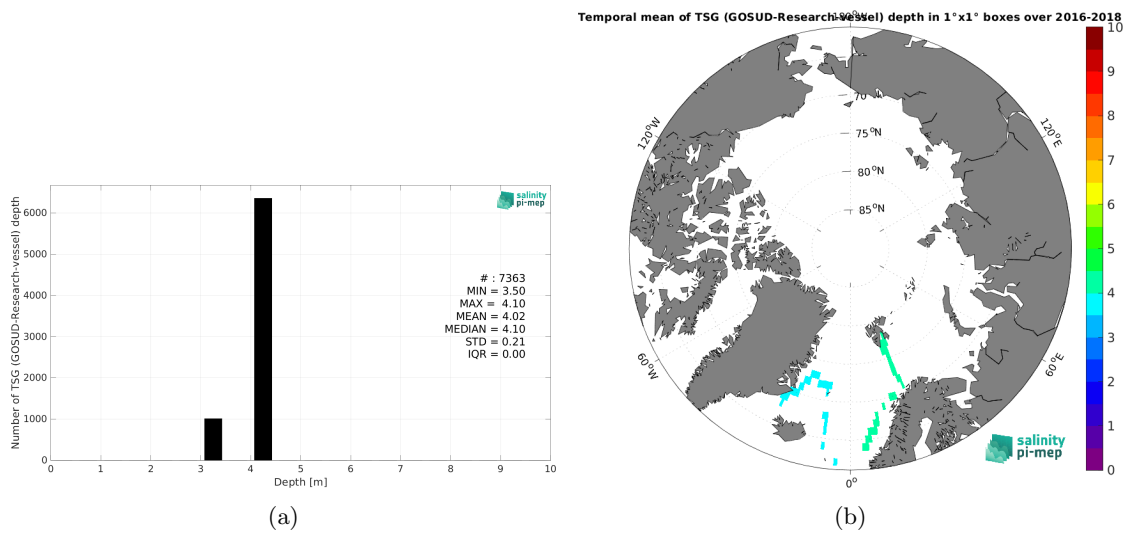 Number of TSG (GOSUD-Research-vessel) depth
6000
5000
4000
3000
2000
1000
0
0 1 2 3 4 5 6 7 8 9 10
Depth [m]
salinity
pi-mep
# : 7363
MIN = 3.50
MAX = 4.10
MEAN = 4.02
MEDIAN = 4.10
STD = 0.21
IQR = 0.00
(a)
Temporal mean of TSG (GOSUD-Research-vessel) depth in 1°x1° boxes over 2016-2018
180°W
120°W
120°E
70
75°N
80°N
85°N
60°W
60°E
0°
salinity
pi-mep
10
9
8
7
6
5
4
3
2
1
0
(b)